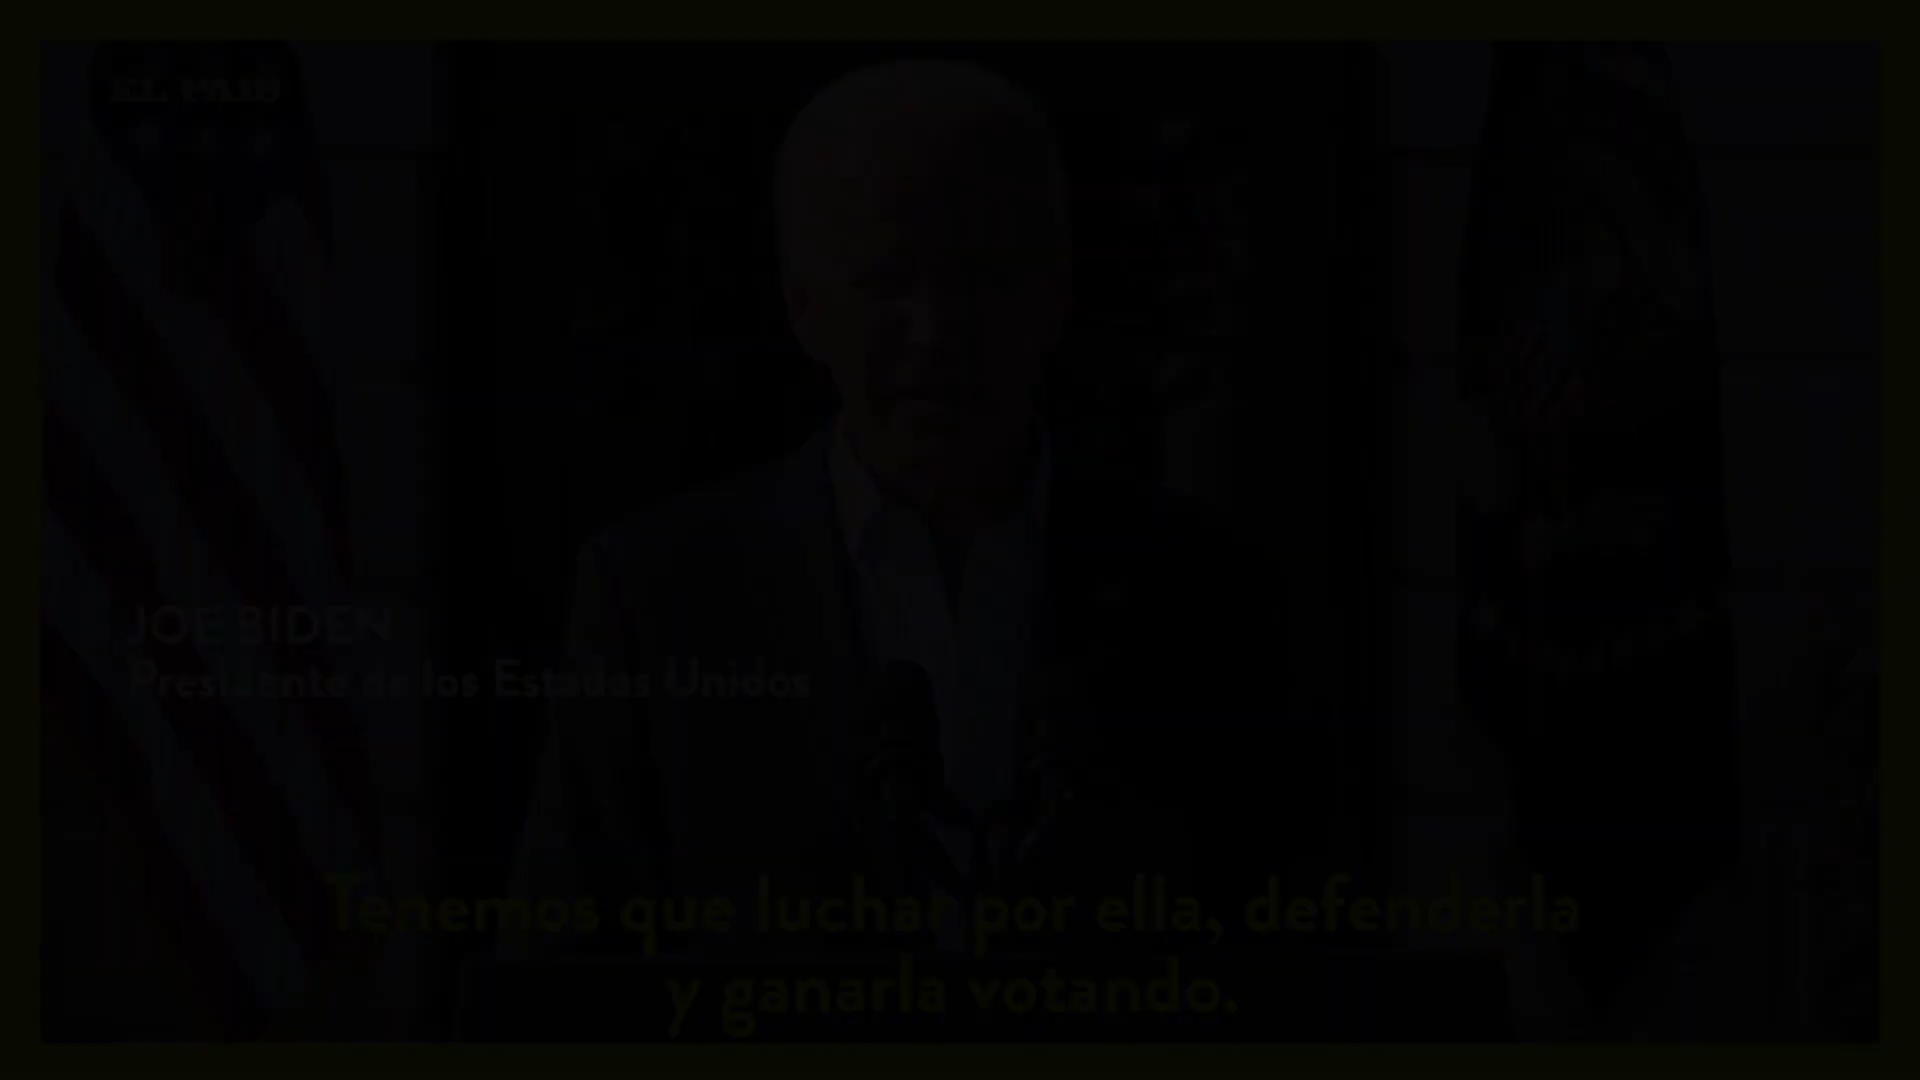 EL PAÍS
JOE BIDEN
Presidente de los Estados Unidos
Tenemos que luchar por ella, defenderla
y ganarla votando.